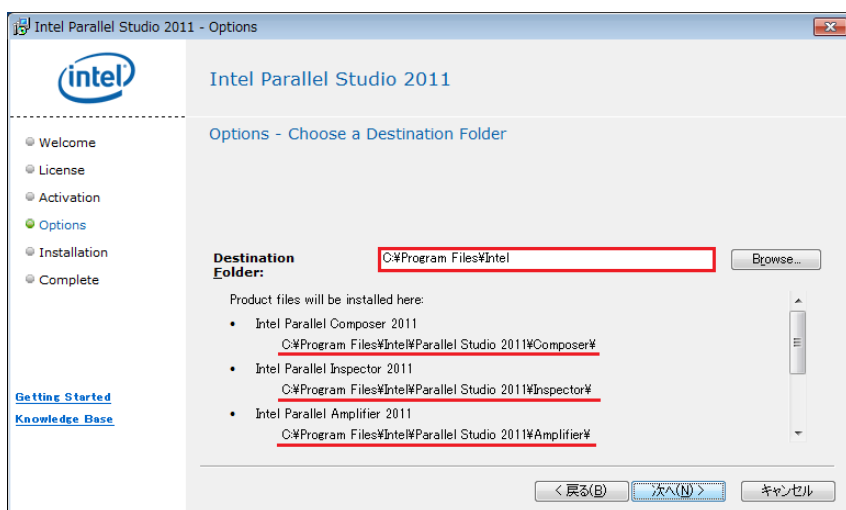 Intel Parallel Studio 2011 - Options
intel
Intel Parallel Studio 2011
Welcome
License
Activation
Options
Installation
Complete
Getting Started
Knowledge Base
Options - Choose a Destination Folder
Destination
Folder:
C:¥Program Files¥Intel
Browse...
Product files will be installed here:
• Intel Parallel Composer 2011
C:¥Program Files¥Intel¥Parallel Studio 2011¥Composer¥
• Intel Parallel Inspector 2011
C:¥Program Files¥Intel¥Parallel Studio 2011¥Inspector¥
• Intel Parallel Amplifier 2011
C:¥Program Files¥Intel¥Parallel Studio 2011¥Amplifier¥
< 戻る(B)
次へ(N) >
キャンセル